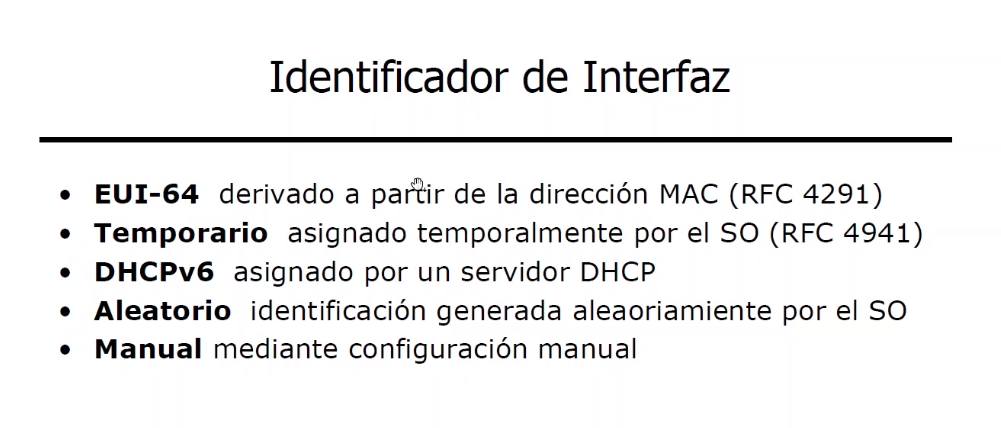 Identificador de Interfaz
• EUI-64 derivado a partir de la dirección MAC (RFC 4291)
• Temporario asignado temporalmente por el SO (RFC 4941)
• DHCPv6 asignado por un servidor DHCP
• Aleatorio identificación generada aleaoriamiente por el SO
• Manual mediante configuración manual